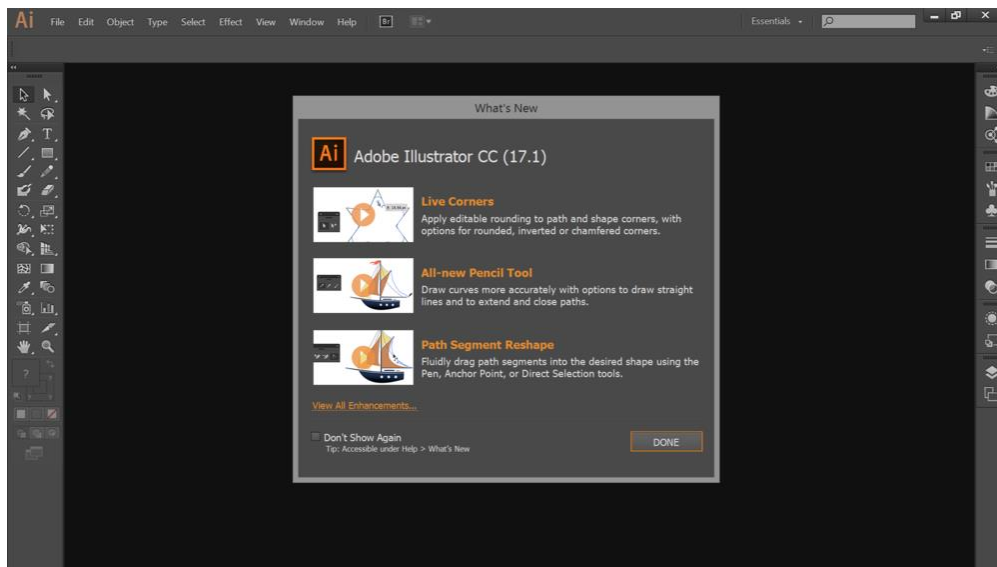 Ai File Edit Object Type Select Effect View Window Help Br Essentials
What's New
Ai Adobe Illustrator CC (17.1)
Live Corners
Apply editable rounding to path and shape corners, with
options for rounded, inverted or chamfered corners.
All-new Pencil Tool
Draw curves more accurately with options to draw straight
lines and to extend and close paths.
Path Segment Reshape
Fluidly drag path segments into the desired shape using the
Pen, Anchor Point, or Direct Selection tools.
View All Enhancements...
Don't Show Again
Tip: Accessible under Help > What's New
DONE
T
?